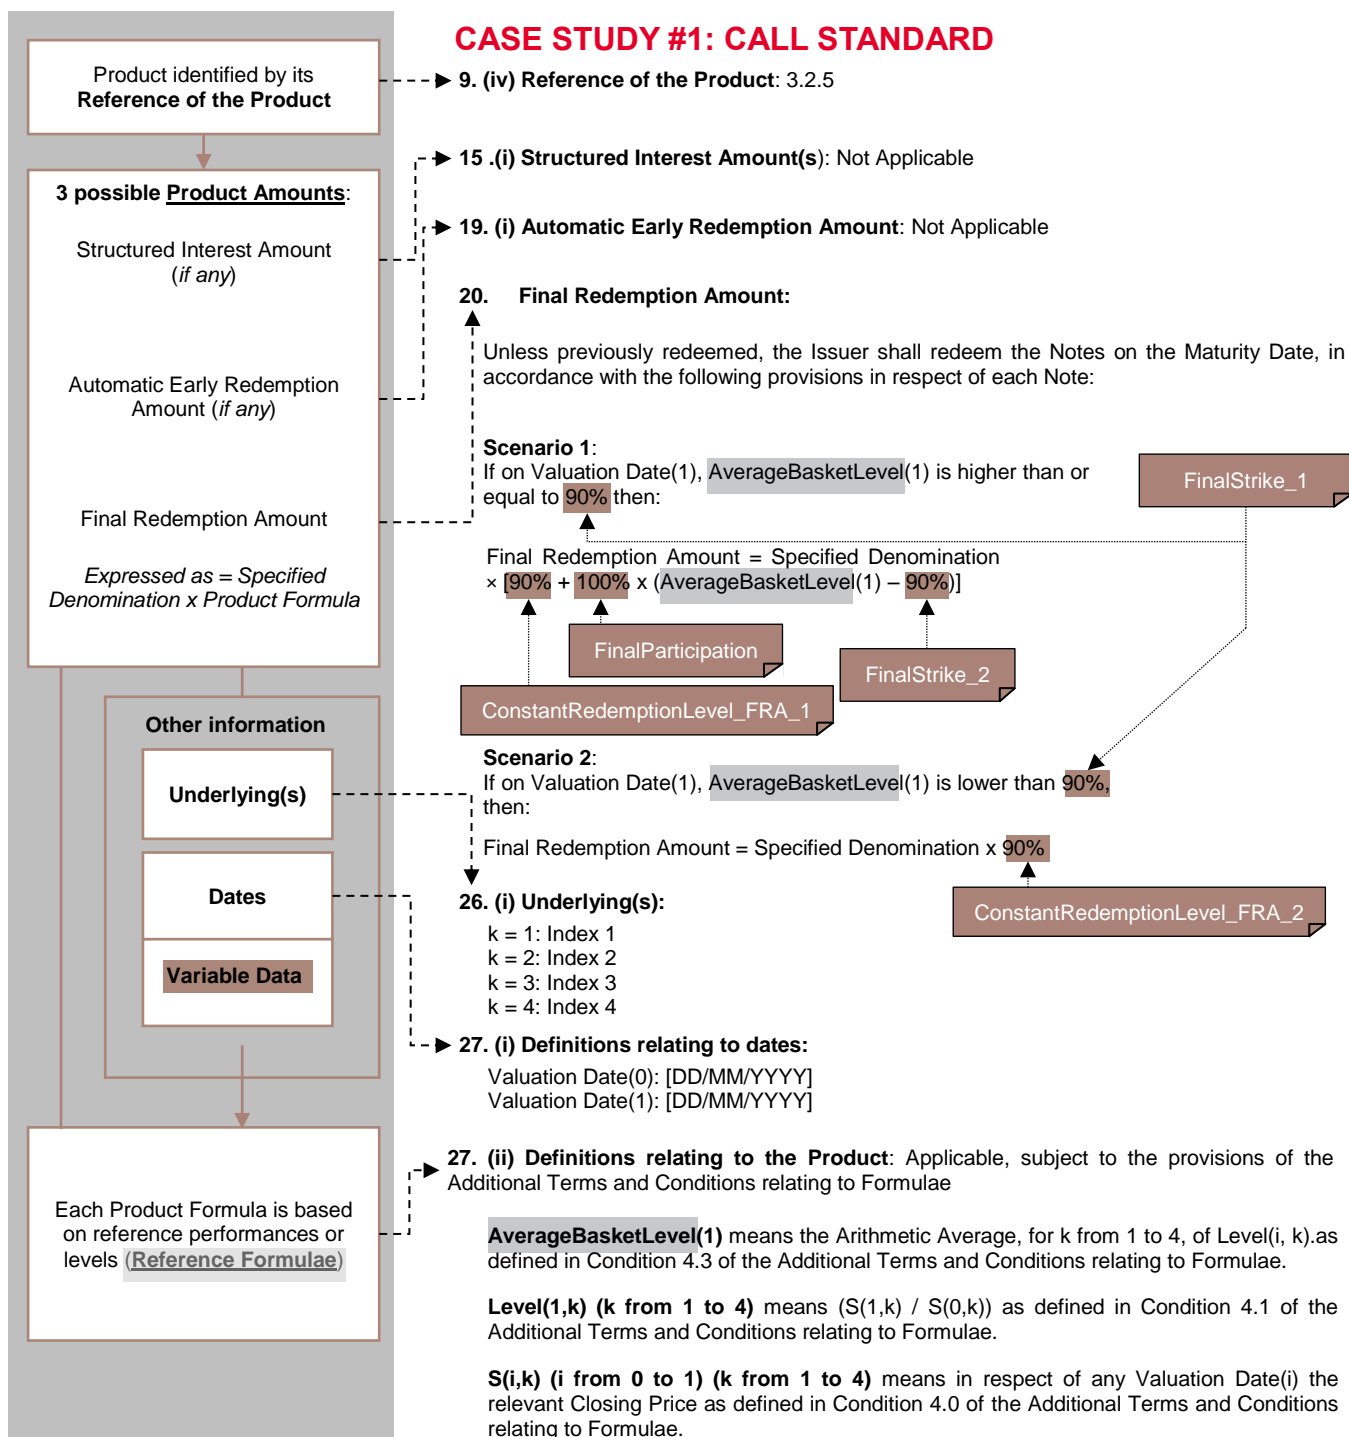 CASE STUDY #1: CALL STANDARD
Product identified by its
Reference of the Product
9. (iv) Reference of the Product: 3.2.5
15 .(i) Structured Interest Amount(s): Not Applicable
3 possible Product Amounts:
19. (i) Automatic Early Redemption Amount: Not Applicable
Structured Interest Amount
(if any)
20. Final Redemption Amount:
Unless previously redeemed, the Issuer shall redeem the Notes on the Maturity Date, in
accordance with the following provisions in respect of each Note:
Automatic Early Redemption
Amount (if any)
Scenario 1:
If on Valuation Date(1), AverageBasketLevel(1) is higher than or
equal to 90% then:
FinalStrike_1
Final Redemption Amount
Expressed as = Specified
Denomination x Product Formula
Final Redemption Amount = Specified Denomination
× [90% + 100% x (AverageBasketLevel(1) – 90%)]
FinalParticipation
FinalStrike_2
ConstantRedemptionLevel_FRA_1
Other information
Scenario 2:
If on Valuation Date(1), AverageBasketLevel(1) is lower than 90%,
then:
Underlying(s)
Final Redemption Amount = Specified Denomination x 90%
ConstantRedemptionLevel_FRA_2
Dates
26. (i) Underlying(s):
k = 1: Index 1
k = 2: Index 2
k = 3: Index 3
k = 4: Index 4
Variable Data
27. (i) Definitions relating to dates:
Valuation Date(0): [DD/MM/YYYY]
Valuation Date(1): [DD/MM/YYYY]
27. (ii) Definitions relating to the Product: Applicable, subject to the provisions of the
Additional Terms and Conditions relating to Formulae
Each Product Formula is based
on reference performances or
levels (Reference Formulae)
AverageBasketLevel(1) means the Arithmetic Average, for k from 1 to 4, of Level(i, k).as
defined in Condition 4.3 of the Additional Terms and Conditions relating to Formulae.
Level(1,k) (k from 1 to 4) means (S(1,k) / S(0,k)) as defined in Condition 4.1 of the
Additional Terms and Conditions relating to Formulae.
S(i,k) (i from 0 to 1) (k from 1 to 4) means in respect of any Valuation Date(i) the
relevant Closing Price as defined in Condition 4.0 of the Additional Terms and Conditions
relating to Formulae.